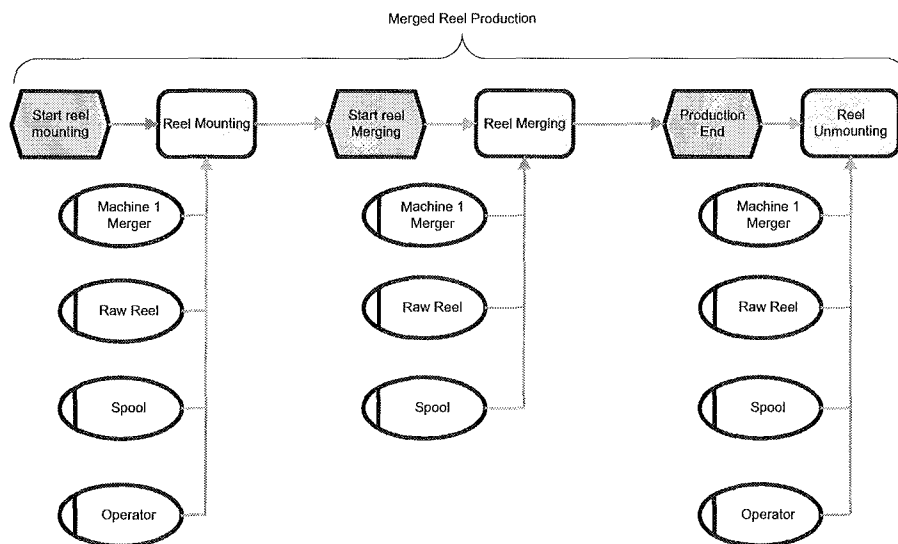 Merged Reel Production
Start reel
mounting
Reel Mounting
Start reel
Merging
Reel Merging
Production
End
Reel
Unmounting
Machine 1
Merger
Machine 1
Merger
Machine 1
Merger
Raw Reel
Raw Reel
Raw Reel
Spool
Spool
Spool
Operator
Operator